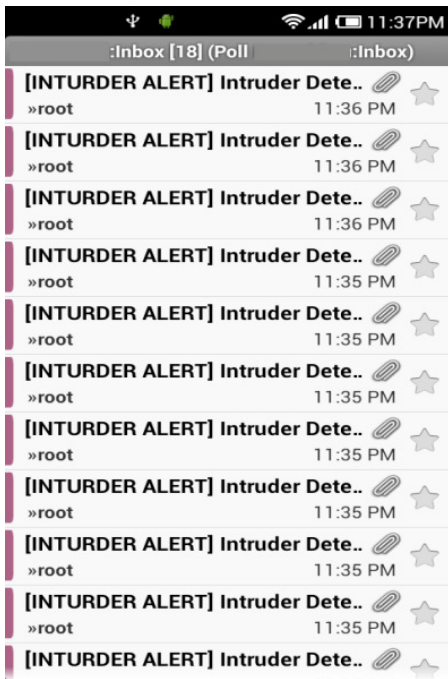 11:37PM
:Inbox [18] (Poll :Inbox)
[INTURDER ALERT] Intruder Dete..
»root 11:36 PM
[INTURDER ALERT] Intruder Dete..
»root 11:36 PM
[INTURDER ALERT] Intruder Dete..
»root 11:36 PM
[INTURDER ALERT] Intruder Dete..
»root 11:35 PM
[INTURDER ALERT] Intruder Dete..
»root 11:35 PM
[INTURDER ALERT] Intruder Dete..
»root 11:35 PM
[INTURDER ALERT] Intruder Dete..
»root 11:35 PM
[INTURDER ALERT] Intruder Dete..
»root 11:35 PM
[INTURDER ALERT] Intruder Dete..
»root 11:35 PM
[INTURDER ALERT] Intruder Dete..
»root 11:35 PM
[INTURDER ALERT] Intruder Dete..